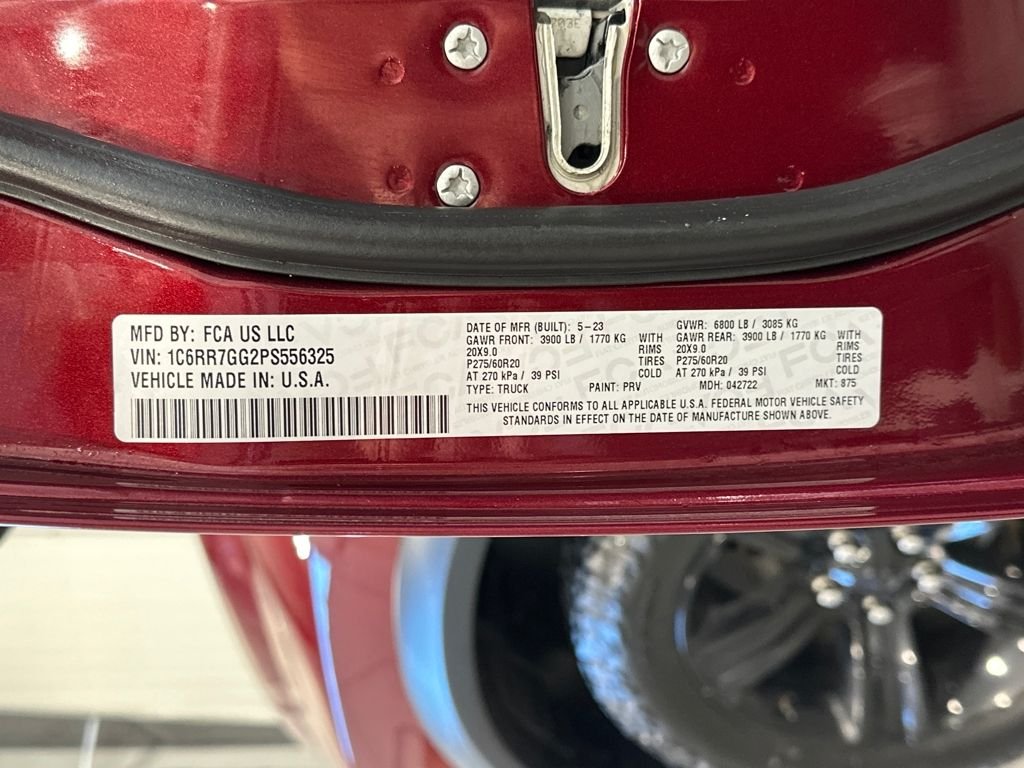 703E
MFD BY: FCA US LLC
VIN: 1C6RR7GG2PS556325
VEHICLE MADE IN: U.S.A.
DATE OF MFR (BUILT): 5-23 GVWR: 6800 LB / 3085 KG
GAWR FRONT: 3900 LB / 1770 KG WITH GAWR REAR: 3900 LB / 1770 KG WITH
20X9.0 RIMS 20X9.0 RIMS
P275/60R20 TIRES P275/60R20 TIRES
AT 270 kPa / 39 PSI COLD AT 270 kPa / 39 PSI COLD
TYPE: TRUCK PAINT: PRV MDH: 042722 MKT: 875
THIS VEHICLE CONFORMS TO ALL APPLICABLE U.S.A. FEDERAL MOTOR VEHICLE SAFETY
STANDARDS IN EFFECT ON THE DATE OF MANUFACTURE SHOWN ABOVE.